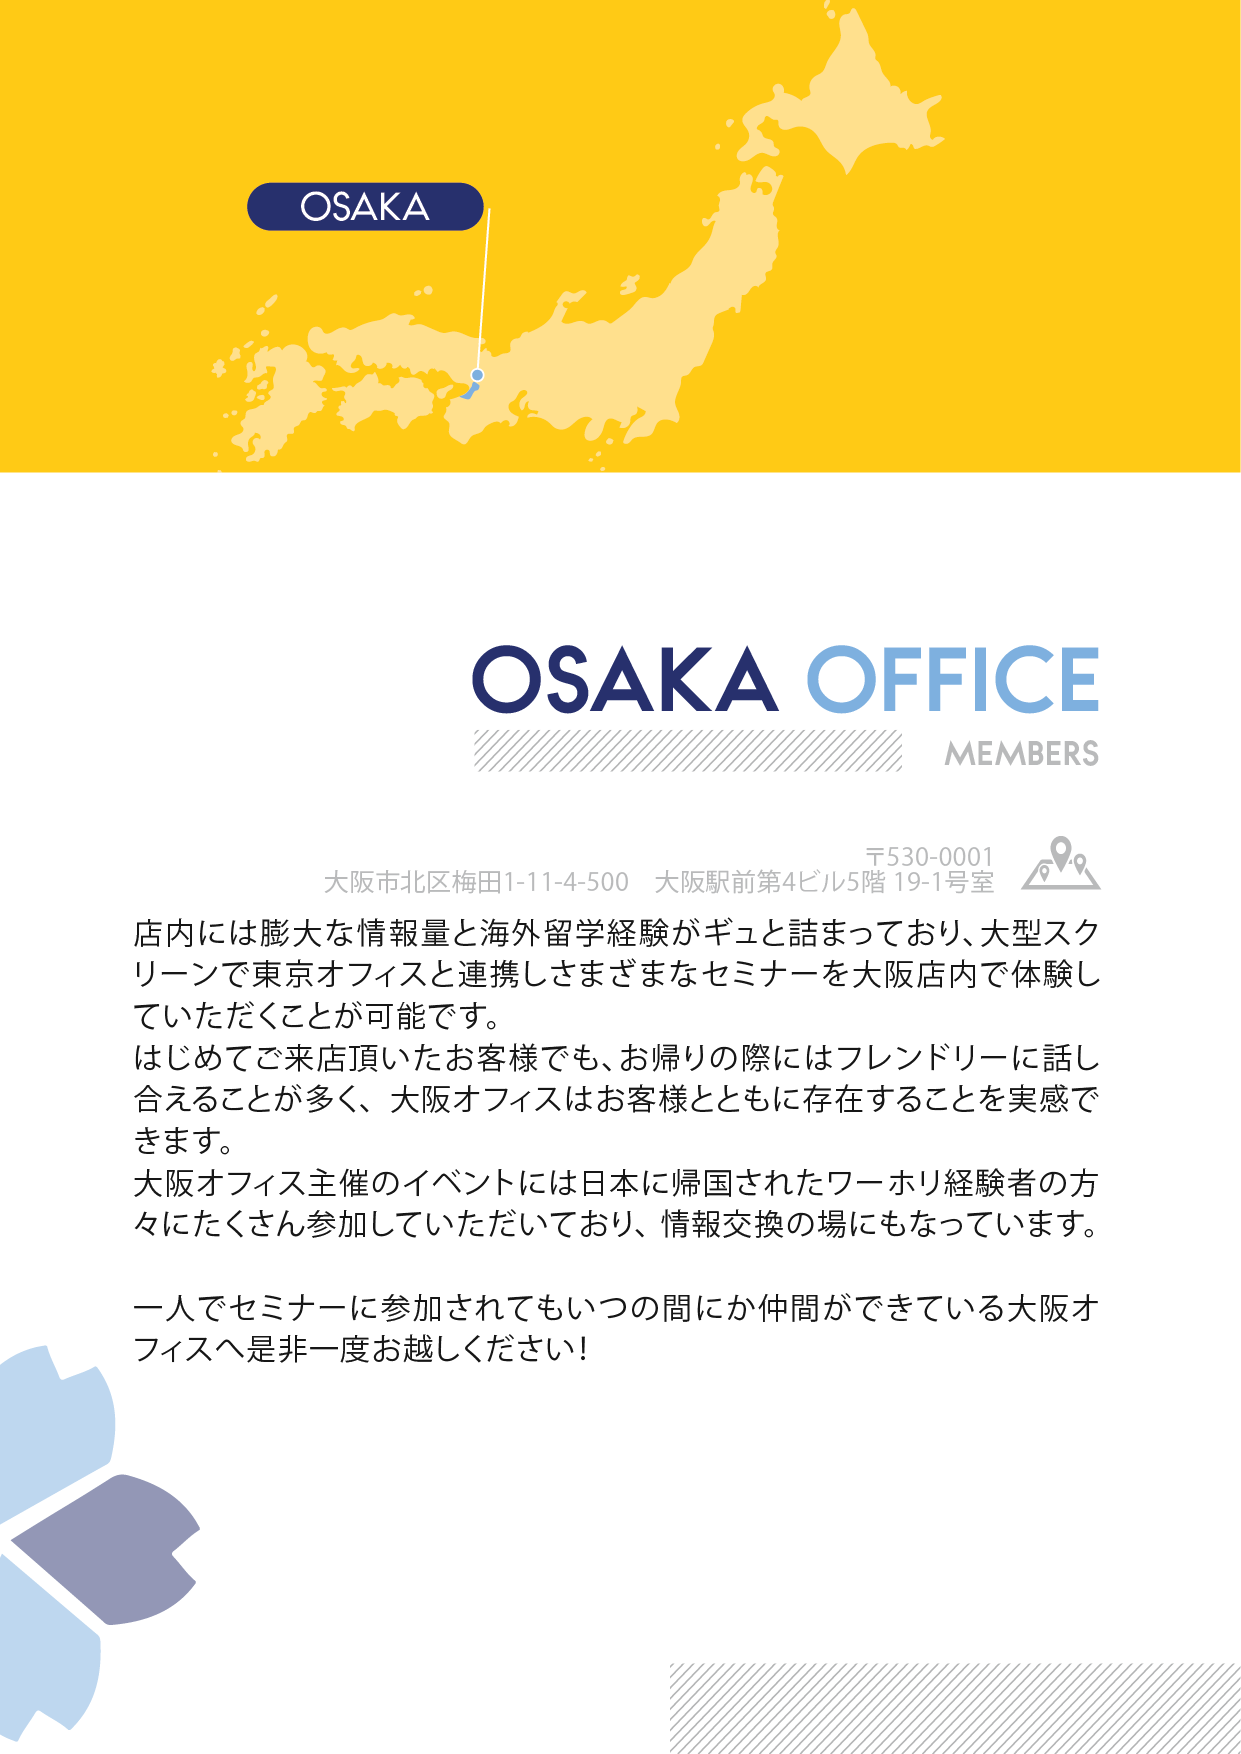 OSAKA
OSAKA OFFICE
MEMBERS
〒530-0001
大阪市北区梅田1-11-4-500　大阪駅前第4ビル5階 19-1号室
店内には膨大な情報量と海外留学経験がギュと詰まっており、大型スク
リーンで東京オフィスと連携しさまざまなセミナーを大阪店内で体験し
ていただくことが可能です。
はじめてご来店頂いたお客様でも、お帰りの際にはフレンドリーに話し
合えることが多く、大阪オフィスはお客様とともに存在することを実感で
きます。
大阪オフィス主催のイベントには日本に帰国されたワーホリ経験者の方
々にたくさん参加していただいており、情報交換の場にもなっています。
一人でセミナーに参加されてもいつの間にか仲間ができている大阪オ
フィスへ是非一度お越しください！